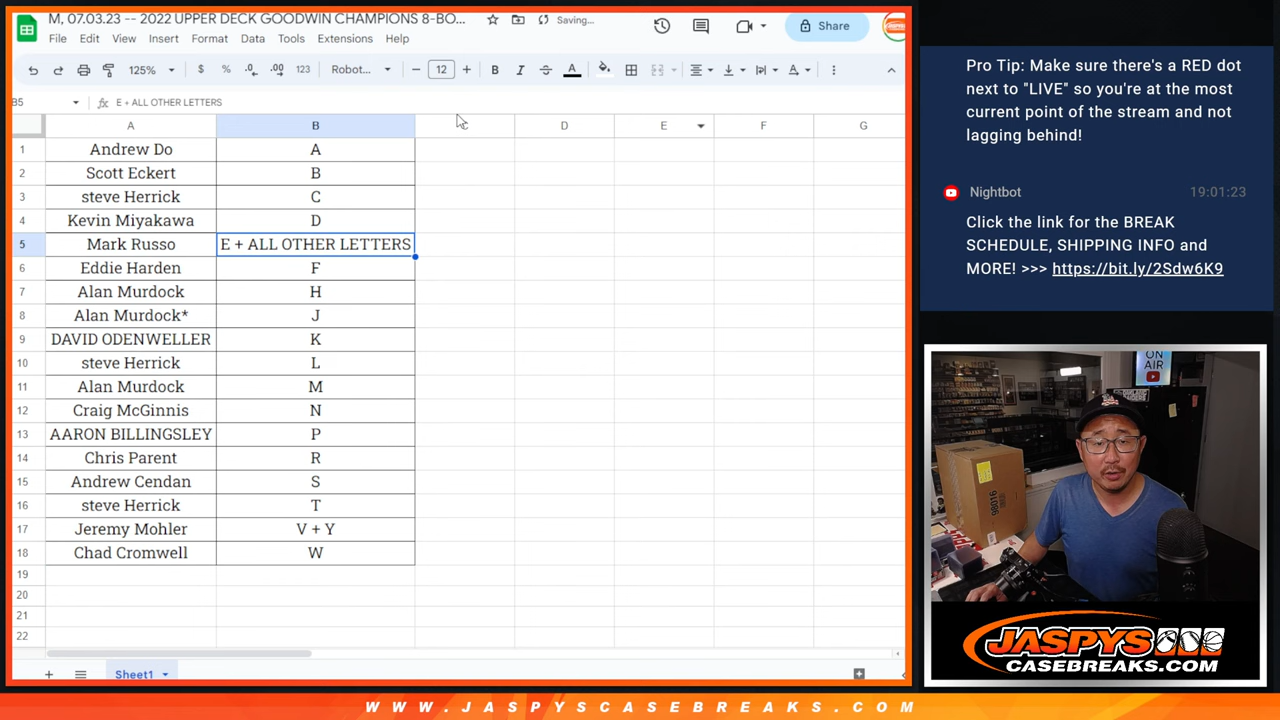 M, 07.03.23 -- 2022 UPPER DECK GOODWIN CHAMPIONS 8-BO...
Saving...
File Edit View Insert Format Data Tools Extensions Help
Share
125% $ % .0 .00 123 Robot... − 12 + B I S A
B5 fx E + ALL OTHER LETTERS
A B C D E F G
1 Andrew Do A
2 Scott Eckert B
3 steve Herrick C
4 Kevin Miyakawa D
5 Mark Russo E + ALL OTHER LETTERS
6 Eddie Harden F
7 Alan Murdock H
8 Alan Murdock* J
9 DAVID ODENWELLER K
10 steve Herrick L
11 Alan Murdock M
12 Craig McGinnis N
13 AARON BILLINGSLEY P
14 Chris Parent R
15 Andrew Cendan S
16 steve Herrick T
17 Jeremy Mohler V + Y
18 Chad Cromwell W
19
20
21
22
Sheet1
Pro Tip: Make sure there's a RED dot
next to "LIVE" so you're at the most
current point of the stream and not
lagging behind!
Nightbot 19:01:23
Click the link for the BREAK
SCHEDULE, SHIPPING INFO and
MORE! >>> https://bit.ly/2Sdw6K9
ON
AIR
98016
JASPYS
CASEBREAKS.COM
WWW.JASPYSCASEBREAKS.COM